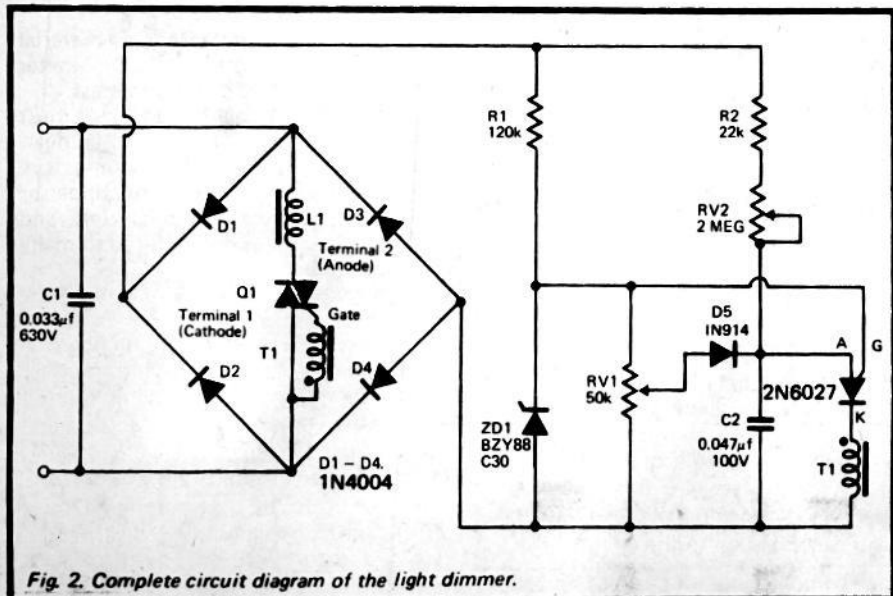 R1
120k
R2
22k
RV2
2 MEG
D1
L1
D3
Terminal 2
(Anode)
C1
0.033µf
630V
Q1
Terminal 1
(Cathode)
Gate
T1
D2
D4
D1 – D4.
1N4004
D5
IN914
A
G
RV1
50k
2N6027
K
ZD1
BZY88
C30
C2
0.047µf
100V
T1
Fig. 2. Complete circuit diagram of the light dimmer.